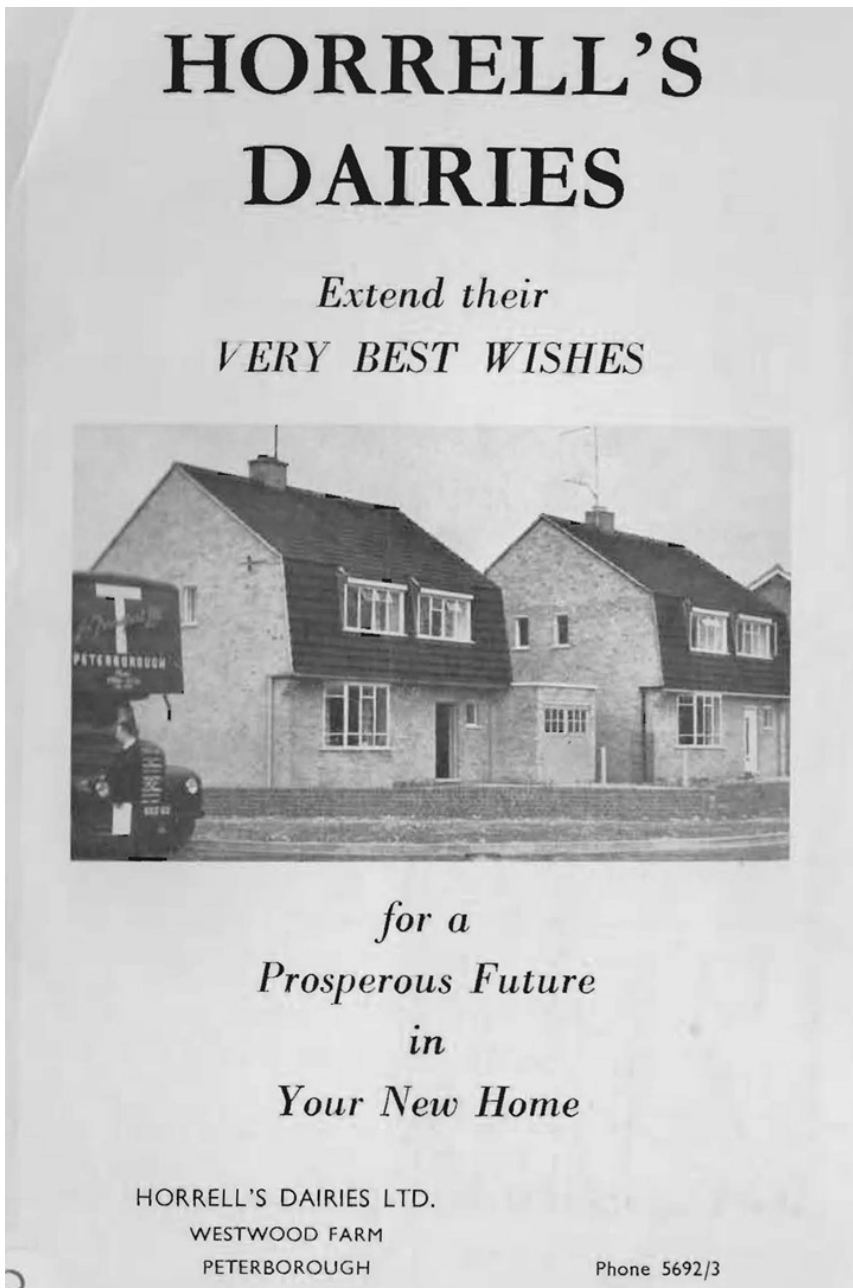 HORRELL'S
DAIRIES
Extend their
VERY BEST WISHES
T
PETERBOROUGH
for a
Prosperous Future
in
Your New Home
HORRELL'S DAIRIES LTD.
WESTWOOD FARM
PETERBOROUGH
Phone 5692/3